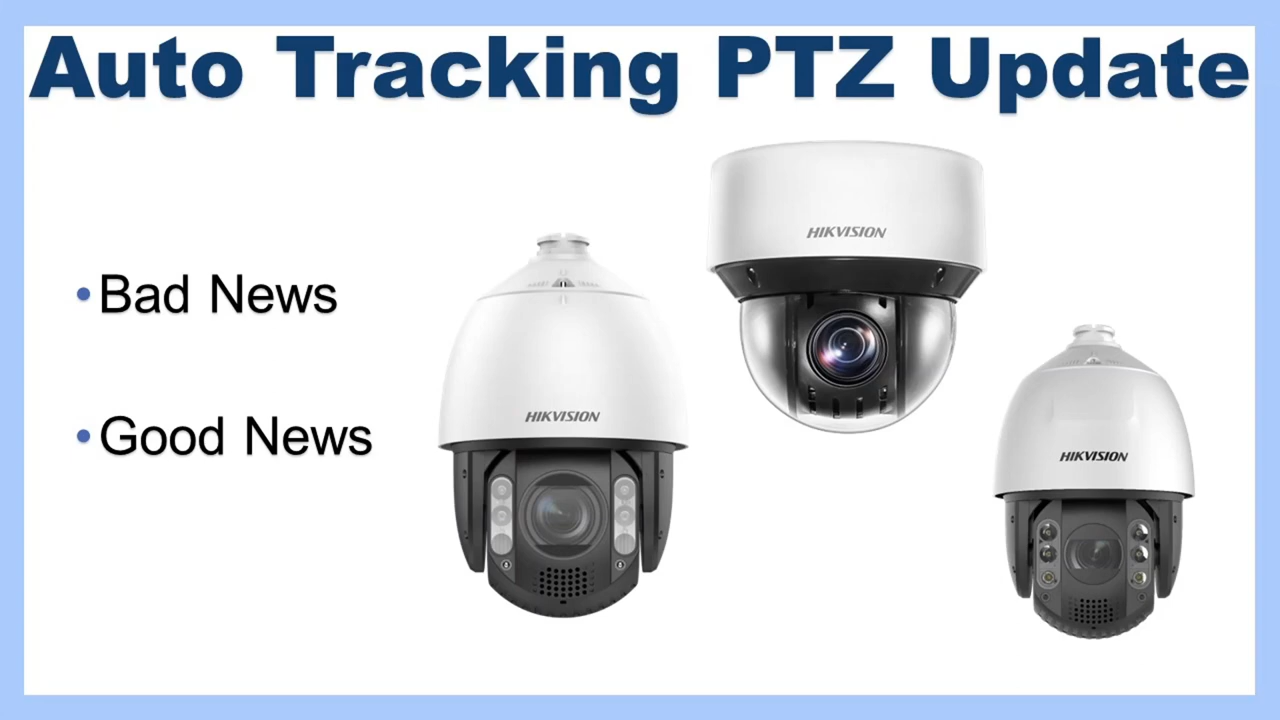 Auto Tracking PTZ Update
•Bad News
•Good News
HIKVISION
HIKVISION
HIKVISION